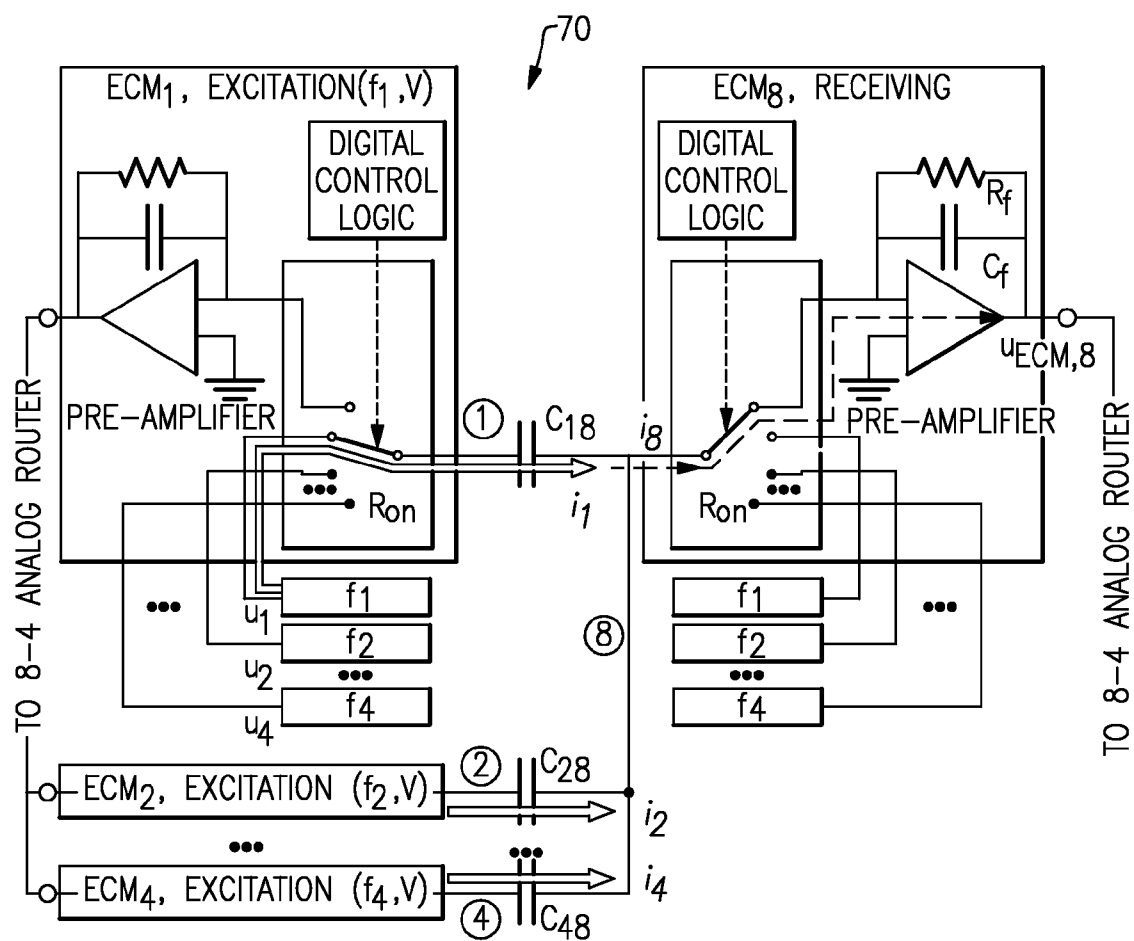 70
ECM1, EXCITATION(f1,V)
DIGITAL
CONTROL
LOGIC
PRE-AMPLIFIER
Ron
1
C18
i1
i8
ECM8, RECEIVING
DIGITAL
CONTROL
LOGIC
Rf
Cf
uECM,8
PRE-AMPLIFIER
Ron
TO 8-4 ANALOG ROUTER
f1
u1
f2
u2
f4
u4
8
f1
f2
f4
TO 8-4 ANALOG ROUTER
ECM2, EXCITATION (f2,V)
2
C28
i2
ECM4, EXCITATION (f4,V)
4
C48
i4